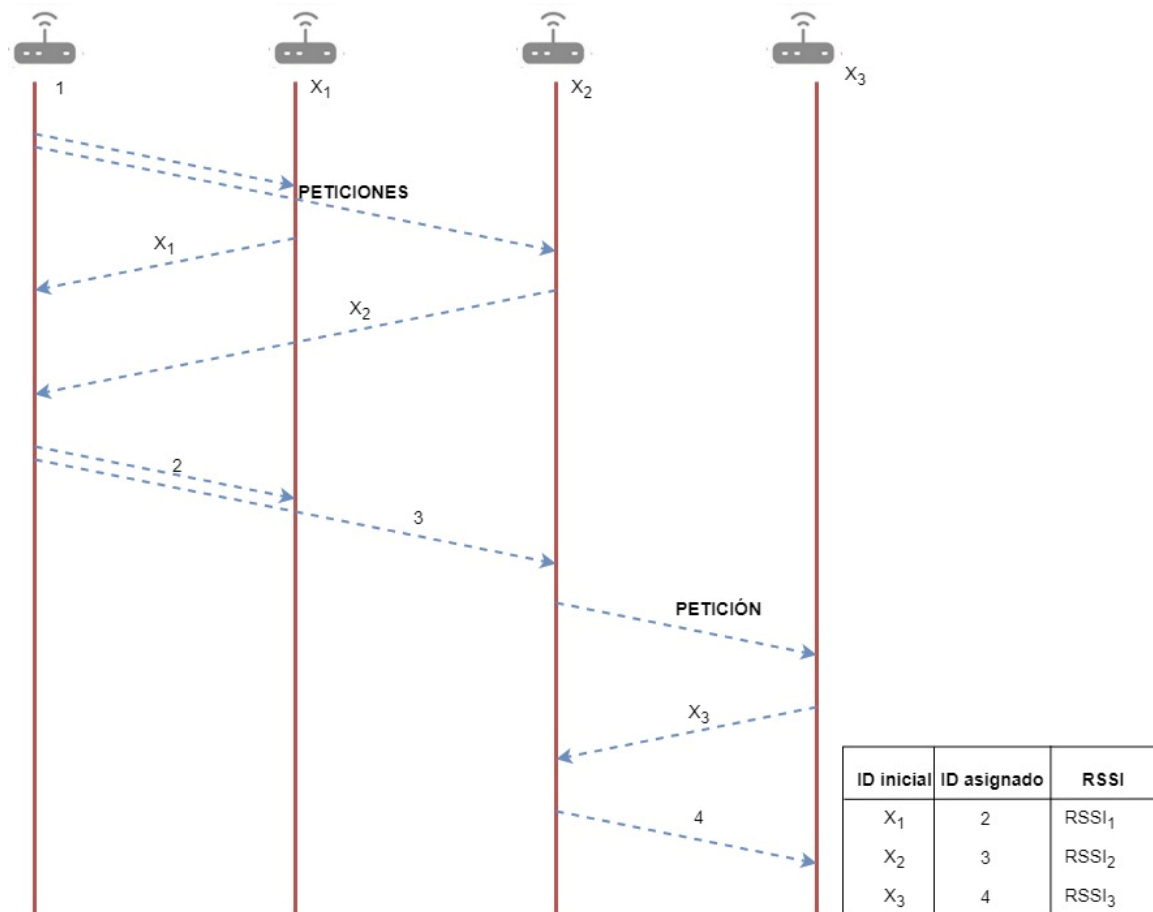 1
X₁
X₂
X₃
PETICIONES
X₁
X₂
2
3
PETICIÓN
X₃
4
ID inicial ID asignado RSSI
X₁ 2 RSSI₁
X₂ 3 RSSI₂
X₃ 4 RSSI₃